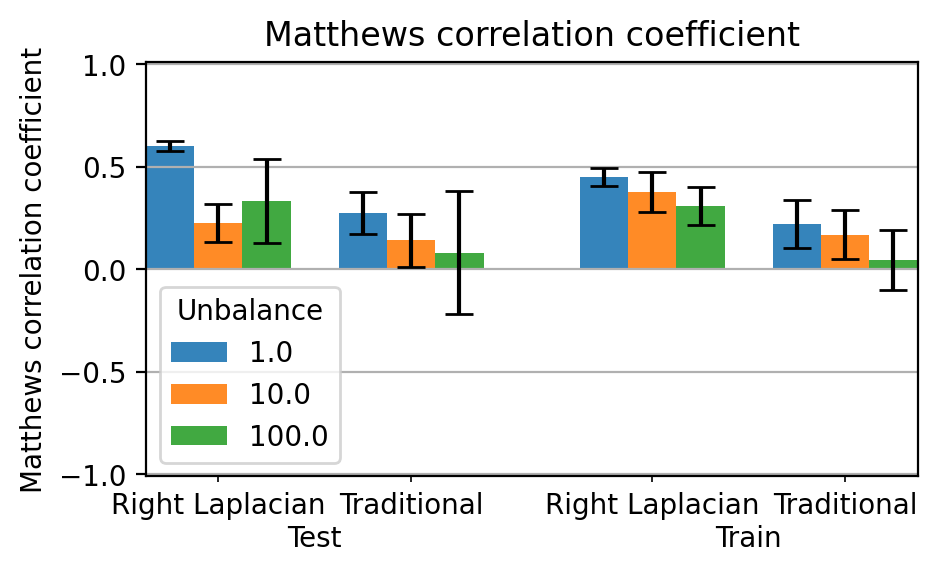 Matthews correlation coefficient
Matthews correlation coefficient
1.0
0.5
0.0
−0.5
−1.0
Unbalance
1.0
10.0
100.0
Right Laplacian Traditional Right Laplacian Traditional
Test Train